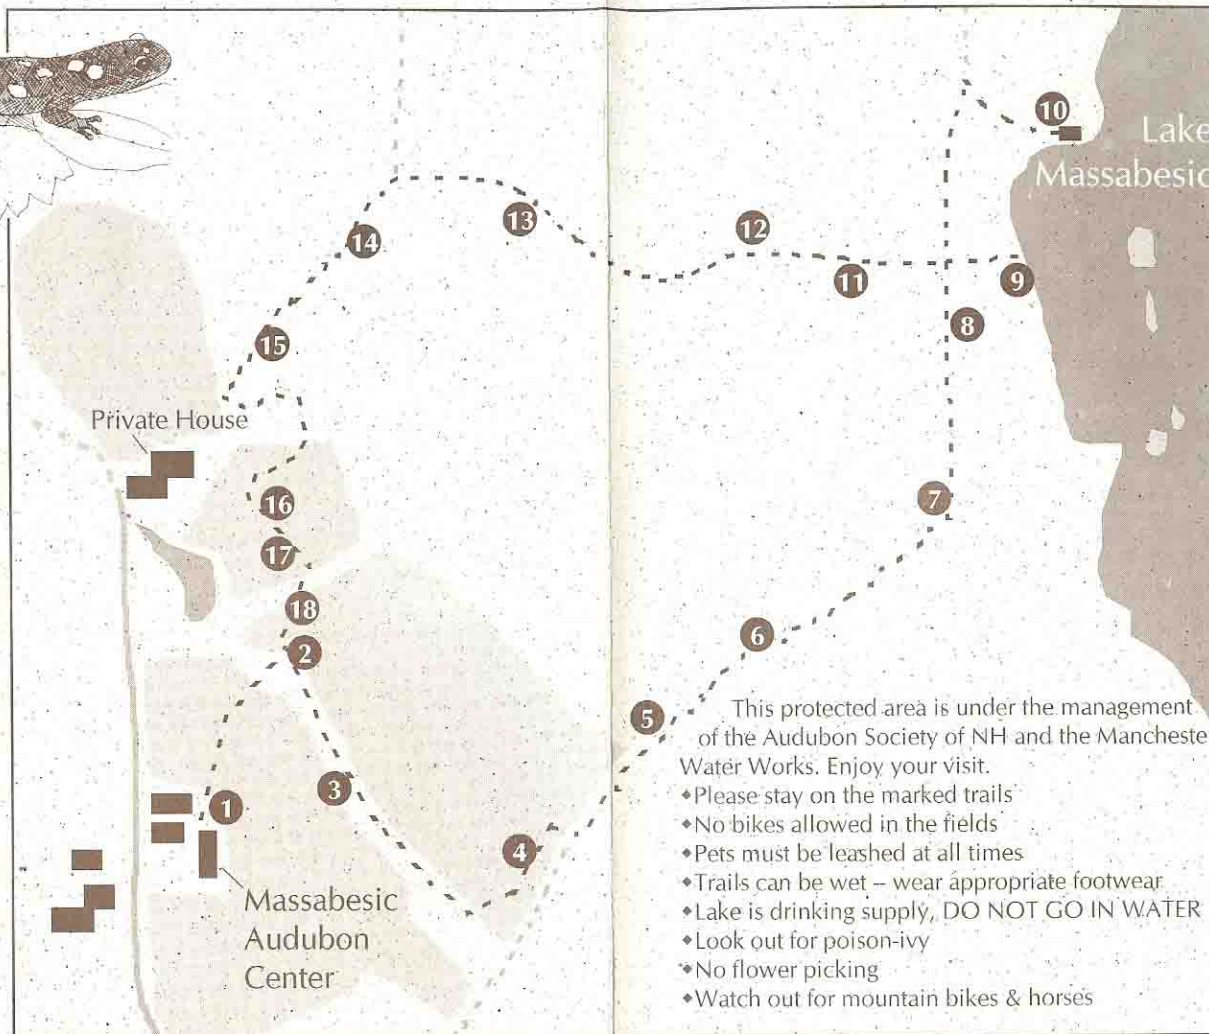 10
Lake
Massabesic
13
12
14
11
9
8
15
Private House
7
16
17
18
6
2
5
3
1
4
Massabesic
Audubon
Center
This protected area is under the management
of the Audubon Society of NH and the Mancheste
Water Works. Enjoy your visit.
◆Please stay on the marked trails
◆No bikes allowed in the fields
◆Pets must be leashed at all times
◆Trails can be wet – wear appropriate footwear
◆Lake is drinking supply, DO NOT GO IN WATER
◆Look out for poison-ivy
◆No flower picking
◆Watch out for mountain bikes & horses